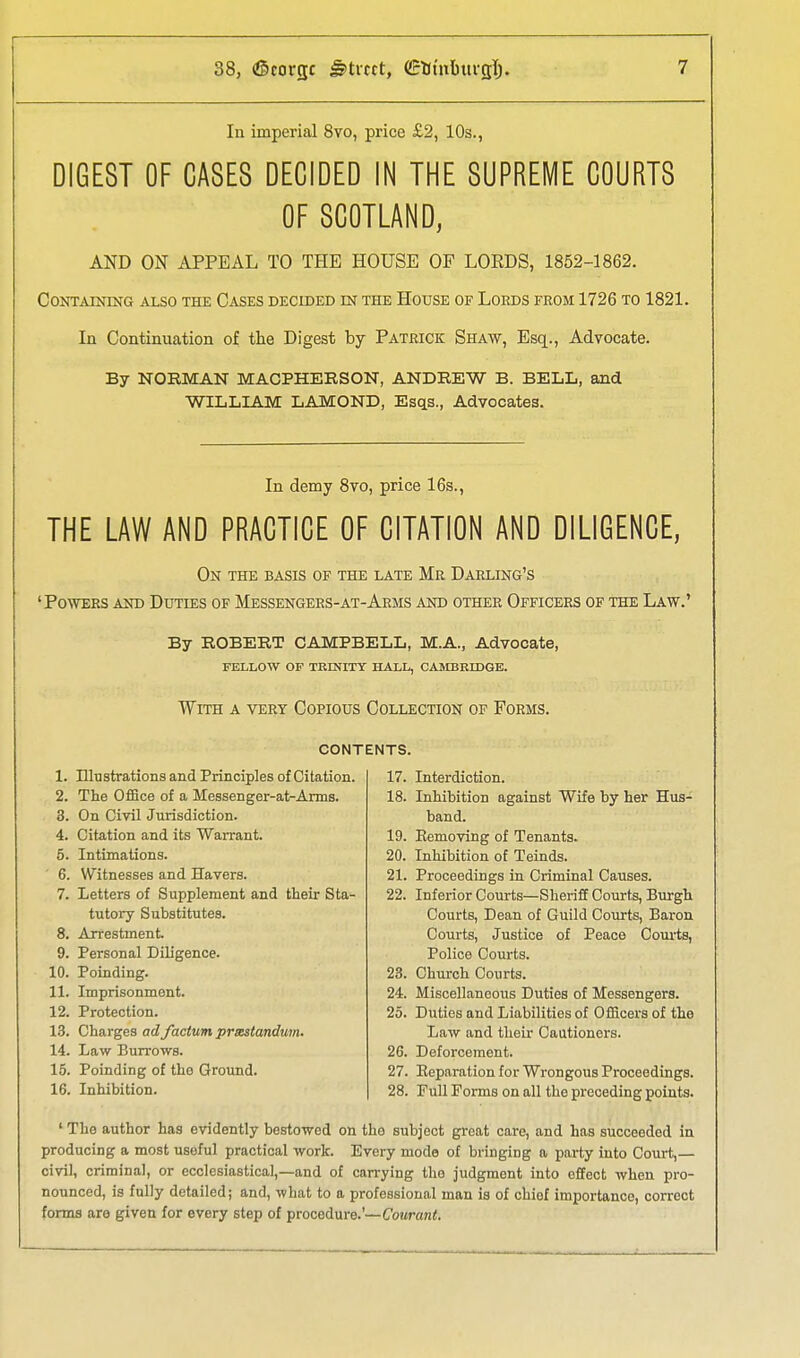 38, George Street, Edinburgh. 7
In imperial 8vo, price £2, 10s.,
DIGEST OF CASES DECIDED IN THE SUPREME COURTS
OF SCOTLAND,
AND ON APPEAL TO THE HOUSE OF LORDS, 1852-1862.
Containing also the Cases decided in the House of Lords from 1726 to 1821.
In Continuation of the Digest by Patrick Shaw, Esq., Advocate.
By NORMAN MACPHERSON, ANDREW B. BELL, and
WILLIAM LAMOND, Esqs., Advocates.
In demy 8vo, price 16s.,
THE LAW AND PRACTICE OF CITATION AND DILIGENCE,
On the basis of the late Mr Darling's
'Powers and Duties of Messengers-at-Arms and other Officers of the Law.'
By ROBERT CAMPBELL, M.A., Advocate,
FELLOW OF TRINITY HALL, CAMBRIDGE.
With a very Copious Collection of Forms.
CONTENTS.
1. Illustrations and Principles of Citation.
2. The Office of a Messenger-at-Arms.
3. On Civil Jurisdiction.
4. Citation and its Warrant.
5. Intimations.
6. Witnesses and Havers.
7. Letters of Supplement and their Sta-
tutory Substitutes.
8. Arrestment.
9. Personal Diligence.
10. Poinding.
11. Imprisonment.
12. Protection.
13. Charges ad factum præstandum.
14. Law Burrows.
15. Poinding of the Ground.
16. Inhibition.
17. Interdiction.
18. Inhibition against Wife by her Hus-
band.
19. Removing of Tenants.
20. Inhibition of Teinds.
21. Proceedings in Criminal Causes.
22. Inferior Courts—Sheriff Courts, Burgh
Courts, Dean of Guild Courts, Baron
Courts, Justice of Peace Courts,
Police Courts.
23. Church Courts.
24. Miscellaneous Duties of Messengers.
25. Duties and Liabilities of Officers of the
Law and their Cautioners.
26. Deforcement.
27. Reparation for Wrongous Proceedings.
28. Full Forms on all the preceding points.
'The author has evidently bestowed on the subject great care, and has succeeded in
producing a most useful practical work. Every mode of bringing a party into Court,—
civil, criminal, or ecclesiastical,—and of carrying the judgment into effect when pro-
nounced, is fully detailed; and, what to a professional man is of chief importance, correct
forms are given for every step of procedure.'—Courant.